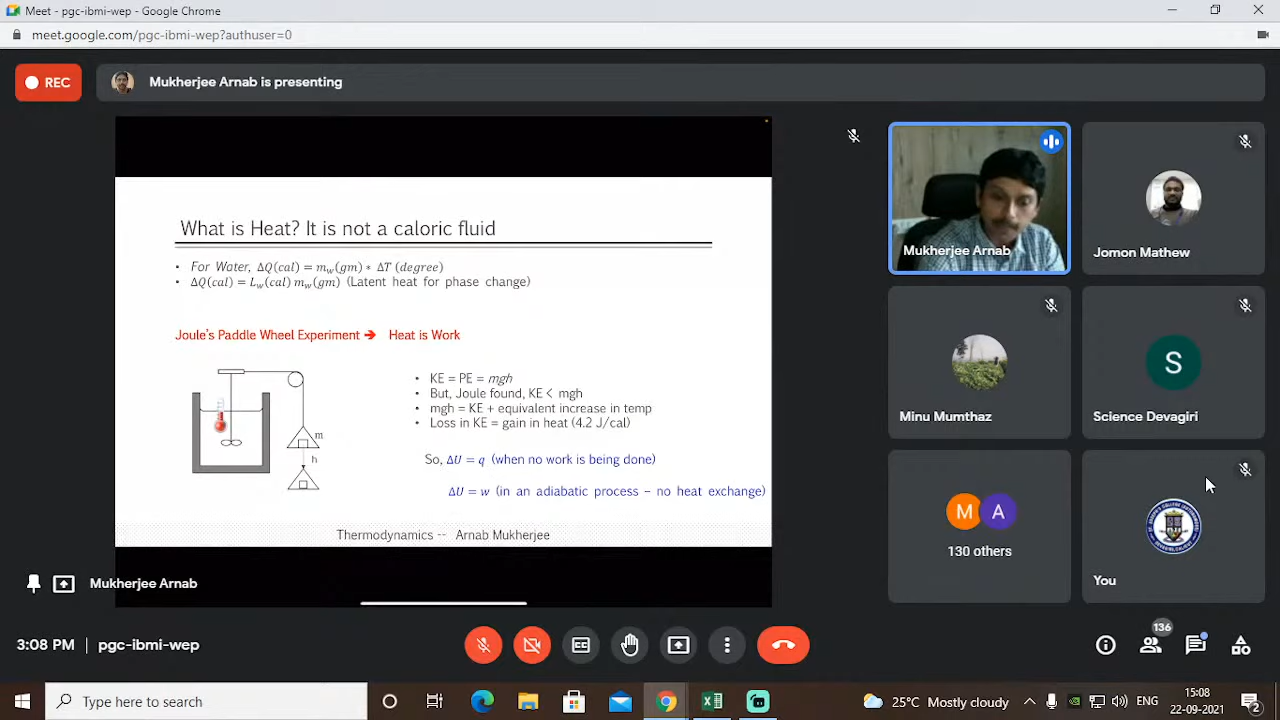 Meet - pgc-ibmi-wep - Google Chrome
meet.google.com/pgc-ibmi-wep?authuser=0
REC
Mukherjee Arnab is presenting
What is Heat? It is not a caloric fluid
• For Water, ΔQ(cal) = m_w(gm) * ΔT (degree)
• ΔQ(cal) = L_w(cal) m_w(gm) (Latent heat for phase change)
Joule's Paddle Wheel Experiment ➔ Heat is Work
m
h
• KE = PE = mgh
• But, Joule found, KE < mgh
• mgh = KE + equivalent increase in temp
• Loss in KE = gain in heat (4.2 J/cal)
So, ΔU = q (when no work is being done)
ΔU = w (in an adiabatic process – no heat exchange)
Thermodynamics -- Arnab Mukherjee
Mukherjee Arnab
Mukherjee Arnab
Jomon Mathew
Minu Mumthaz
S
Science Devagiri
M A
130 others
You
3:08 PM | pgc-ibmi-wep
136
Type here to search
25°C Mostly cloudy
ENG
15:08
22-09-2021
2